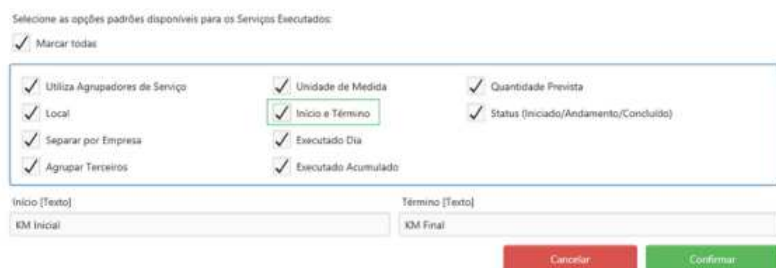 Selecione as opções padrões disponíveis para os Serviços Executados:
Marcar todas
Utiliza Agrupadores de Serviço
Unidade de Medida
Quantidade Prevista
Local
Início e Término
Status (Iniciado/Andamento/Concluído)
Separar por Empresa
Executado Dia
Agrupar Terceiros
Executado Acumulado
Início [Texto]
Término [Texto]
KM Inicial
KM Final
Cancelar
Confirmar